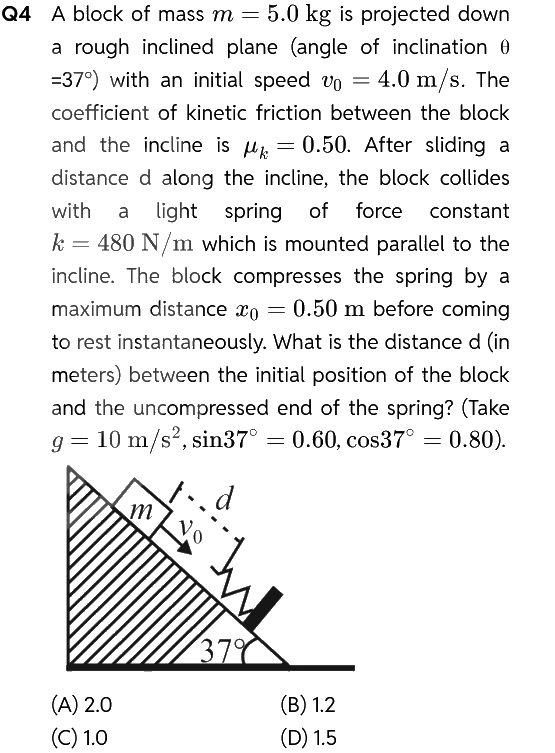 Q4 A block of mass m = 5.0 kg is projected down
a rough inclined plane (angle of inclination θ
=37°) with an initial speed v₀ = 4.0 m/s. The
coefficient of kinetic friction between the block
and the incline is μₖ = 0.50. After sliding a
distance d along the incline, the block collides
with a light spring of force constant
k = 480 N/m which is mounted parallel to the
incline. The block compresses the spring by a
maximum distance x₀ = 0.50 m before coming
to rest instantaneously. What is the distance d (in
meters) between the initial position of the block
and the uncompressed end of the spring? (Take
g = 10 m/s², sin37° = 0.60, cos37° = 0.80).
d
m
v₀
37°
(A) 2.0 (B) 1.2
(C) 1.0 (D) 1.5